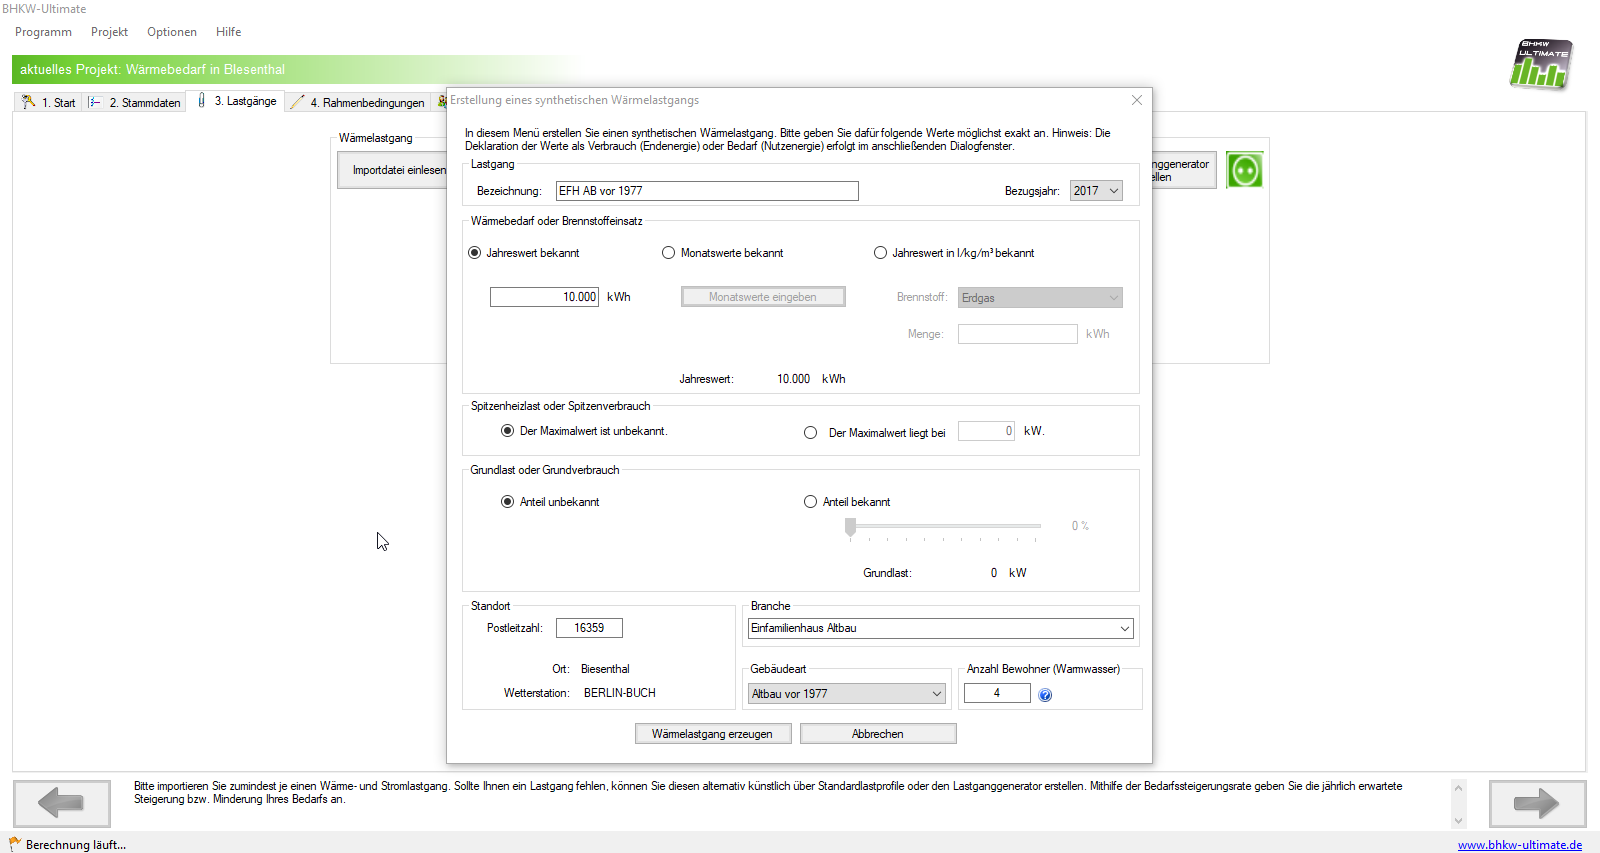 BHKW-Ultimate
Programm Projekt Optionen Hilfe
BHKW ULTIMATE
aktuelles Projekt: Wärmebedarf in Blesenthal
1. Start 2. Stammdaten 3. Lastgänge 4. Rahmenbedingungen
Erstellung eines synthetischen Wärmelastgangs
Wärmelastgang
Importdatei einlesen
nggenerator
ellen
In diesem Menü erstellen Sie einen synthetischen Wärmelastgang. Bitte geben Sie dafür folgende Werte möglichst exakt an. Hinweis: Die
Deklaration der Werte als Verbrauch (Endenergie) oder Bedarf (Nutzenergie) erfolgt im anschließenden Dialogfenster.
Lastgang
Bezeichnung: EFH AB vor 1977 Bezugsjahr: 2017
Wärmebedarf oder Brennstoffeinsatz
Jahreswert bekannt Monatswerte bekannt Jahreswert in l/kg/m³ bekannt
10.000 kWh Monatswerte eingeben Brennstoff: Erdgas
Menge: kWh
Jahreswert: 10.000 kWh
Spitzenheizlast oder Spitzenverbrauch
Der Maximalwert ist unbekannt. Der Maximalwert liegt bei 0 kW.
Grundlast oder Grundverbrauch
Anteil unbekannt Anteil bekannt
0 %
Grundlast: 0 kW
Standort
Postleitzahl: 16359
Ort: Biesenthal
Wetterstation: BERLIN-BUCH
Branche
Einfamilienhaus Altbau
Gebäudeart
Altbau vor 1977
Anzahl Bewohner (Warmwasser)
4
Wärmelastgang erzeugen Abbrechen
Bitte importieren Sie zumindest je einen Wärme- und Stromlastgang. Sollte Ihnen ein Lastgang fehlen, können Sie diesen alternativ künstlich über Standardlastprofile oder den Lastganggenerator erstellen. Mithilfe der Bedarfssteigerungsrate geben Sie die jährlich erwartete
Steigerung bzw. Minderung Ihres Bedarfs an.
Berechnung läuft... www.bhkw-ultimate.de